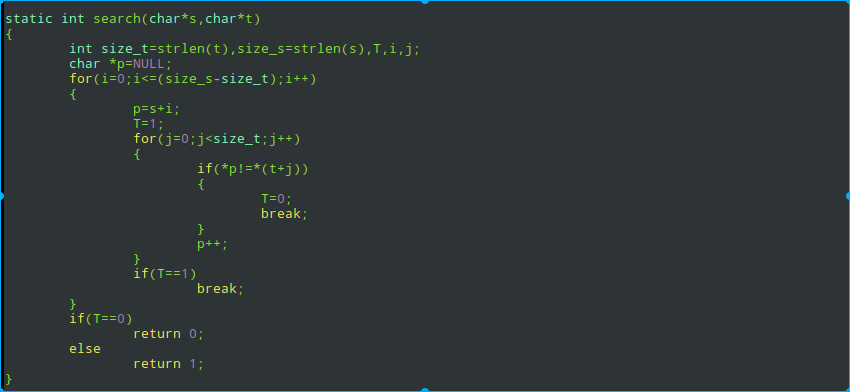 static int search(char*s,char*t)
{
        int size_t=strlen(t),size_s=strlen(s),T,i,j;
        char *p=NULL;
        for(i=0;i<=(size_s-size_t);i++)
        {
                p=s+i;
                T=1;
                for(j=0;j<size_t;j++)
                {
                        if(*p!=*(t+j))
                        {
                                T=0;
                                break;
                        }
                        p++;
                }
                if(T==1)
                        break;
        }
        if(T==0)
                return 0;
        else
                return 1;
}